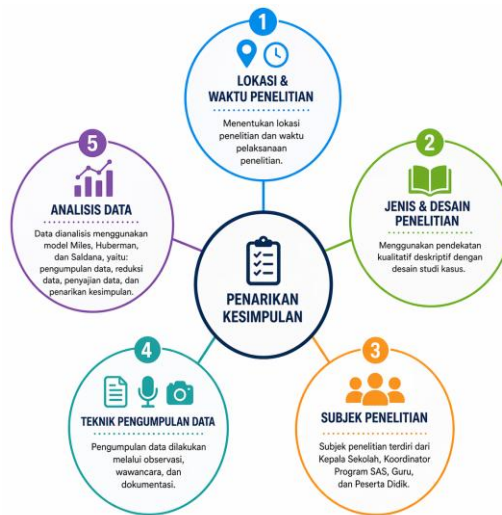 1
LOKASI &
WAKTU PENELITIAN
Menentukan lokasi
penelitian dan waktu
pelaksanaan
penelitian.
2
JENIS & DESAIN
PENELITIAN
Menggunakan pendekatan
kualitatif deskriptif dengan
desain studi kasus.
3
SUBJEK PENELITIAN
Subjek penelitian terdiri dari
Kepala Sekolah, Koordinator
Program SAS, Guru,
dan Peserta Didik.
4
TEKNIK PENGUMPULAN DATA
Pengumpulan data dilakukan
melalui observasi,
wawancara, dan
dokumentasi.
5
ANALISIS DATA
Data dianalisis menggunakan
model Miles, Huberman,
dan Saldana, yaitu:
pengumpulan data, reduksi
data, penyajian data, dan
penarikan kesimpulan.
PENARIKAN
KESIMPULAN